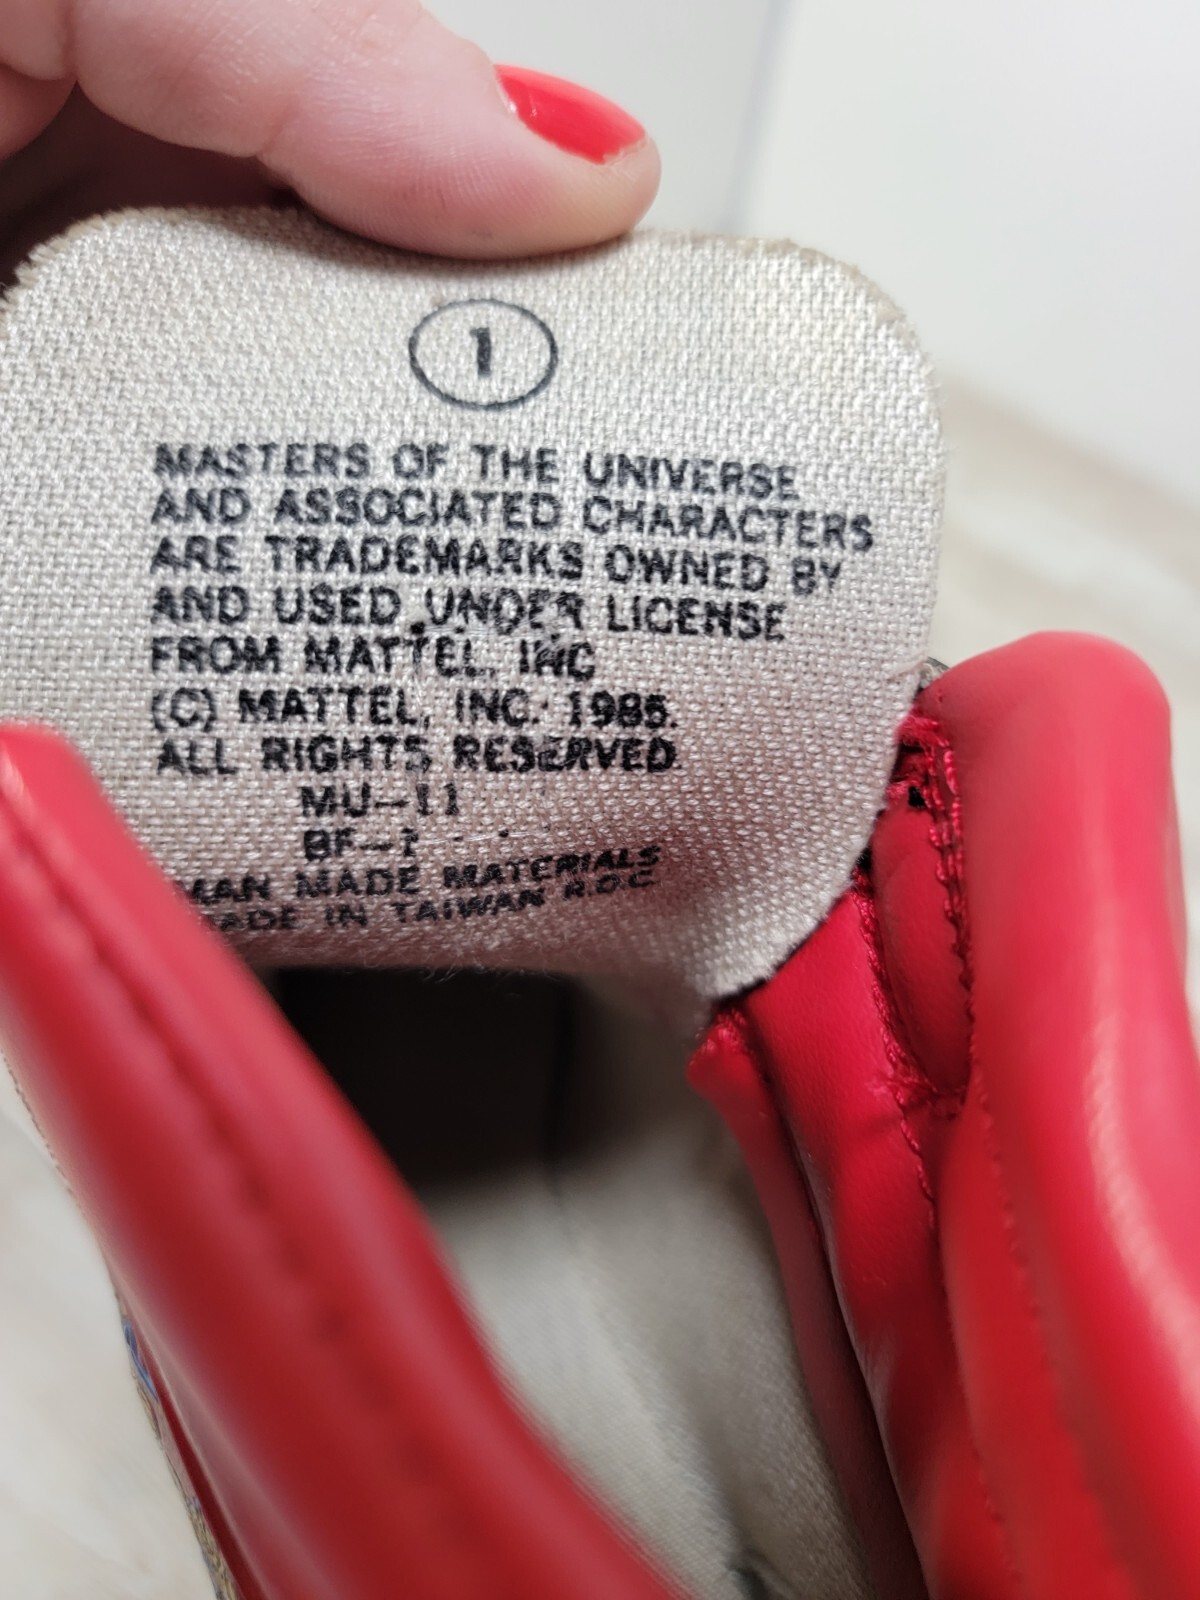 1
MASTERS OF THE UNIVERSE
AND ASSOCIATED CHARACTERS
ARE TRADEMARKS OWNED BY
AND USED UNDER LICENSE
FROM MATTEL, INC
(C) MATTEL, INC. 1985.
ALL RIGHTS RESERVED
MU-11
MAN MADE MATERIALS
MADE IN TAIWAN R.O.C